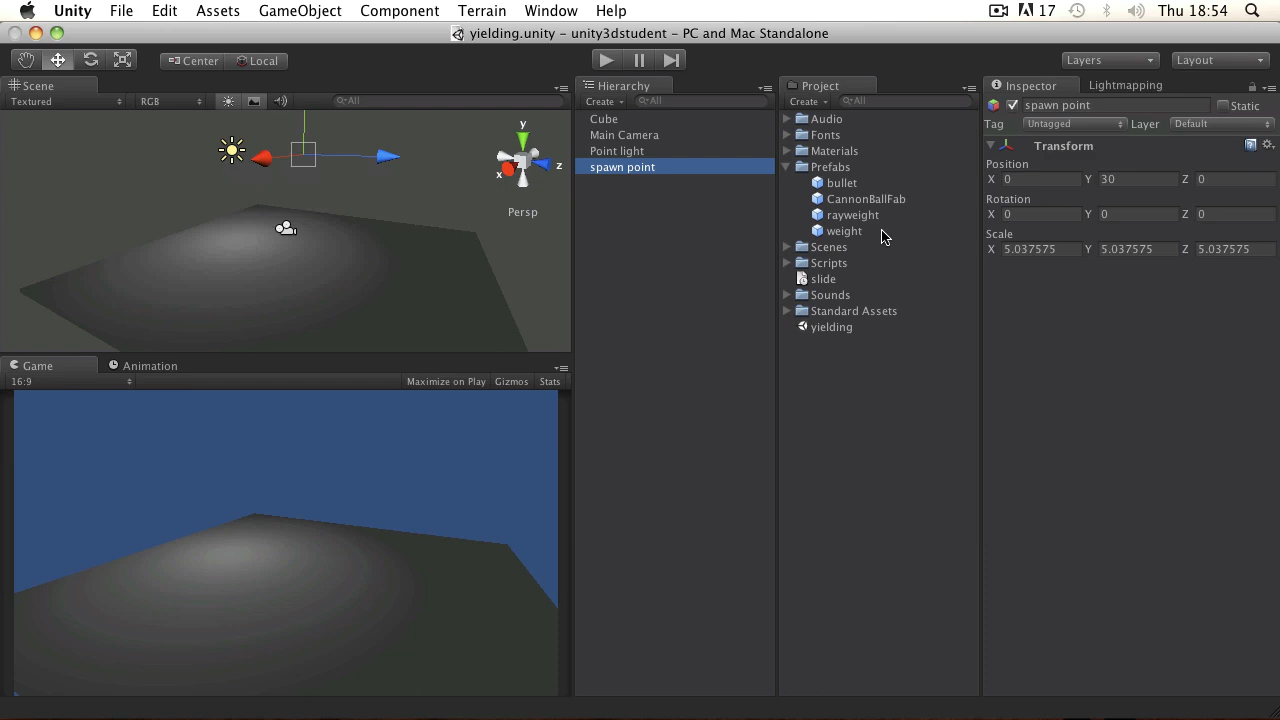 Unity File Edit Assets GameObject Component Terrain Window Help 17 Thu 18:54
yielding.unity – unity3dstudent – PC and Mac Standalone
Center Local Layers Layout
Scene
Textured RGB All
y
x
z
Persp
Game Animation
16:9 Maximize on Play Gizmos Stats
Hierarchy
Create All
Cube
Main Camera
Point light
spawn point
Project
Create All
Audio
Fonts
Materials
Prefabs
bullet
CannonBallFab
rayweight
weight
Scenes
Scripts
slide
Sounds
Standard Assets
yielding
Inspector Lightmapping
spawn point Static
Tag Untagged Layer Default
Transform
Position
X 0 Y 30 Z 0
Rotation
X 0 Y 0 Z 0
Scale
X 5.037575 Y 5.037575 Z 5.037575